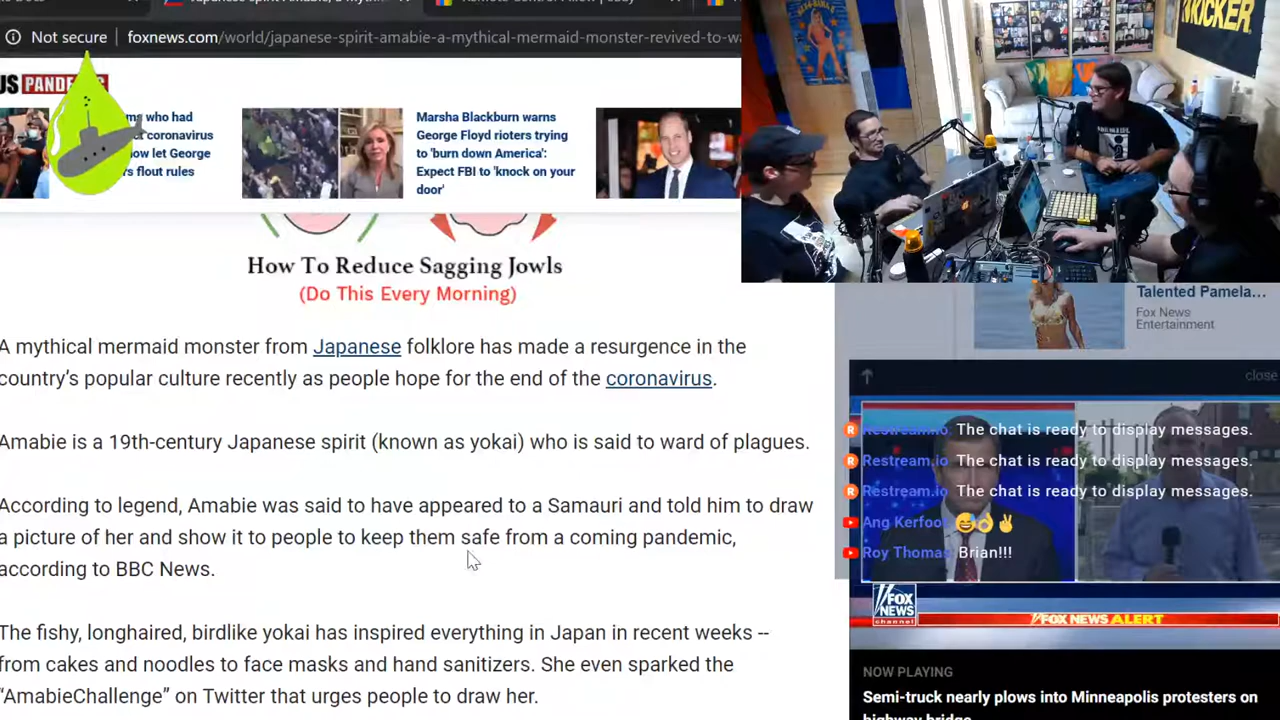 Not secure
foxnews.com/world/japanese-spirit-amabie-a-mythical-mermaid-monster-revived-to-wa
US PANDEMIC
ms who had
coronavirus
now let George
s flout rules
Marsha Blackburn warns
George Floyd rioters trying
to 'burn down America':
Expect FBI to 'knock on your
door'
KICKER
How To Reduce Sagging Jowls
(Do This Every Morning)
Talented Pamela...
Fox News
Entertainment
A mythical mermaid monster from Japanese folklore has made a resurgence in the
country's popular culture recently as people hope for the end of the coronavirus.
Amabie is a 19th-century Japanese spirit (known as yokai) who is said to ward of plagues.
According to legend, Amabie was said to have appeared to a Samauri and told him to draw
a picture of her and show it to people to keep them safe from a coming pandemic,
according to BBC News.
The fishy, longhaired, birdlike yokai has inspired everything in Japan in recent weeks --
from cakes and noodles to face masks and hand sanitizers. She even sparked the
“AmabieChallenge” on Twitter that urges people to draw her.
close
Restream.io The chat is ready to display messages.
Restream.io The chat is ready to display messages.
Restream.io The chat is ready to display messages.
Ang Kerfoot 😅👌✌
Roy Thomas Brian!!!
FOX
NEWS
channel
FOX NEWS ALERT
NOW PLAYING
Semi-truck nearly plows into Minneapolis protesters on
highway bridge